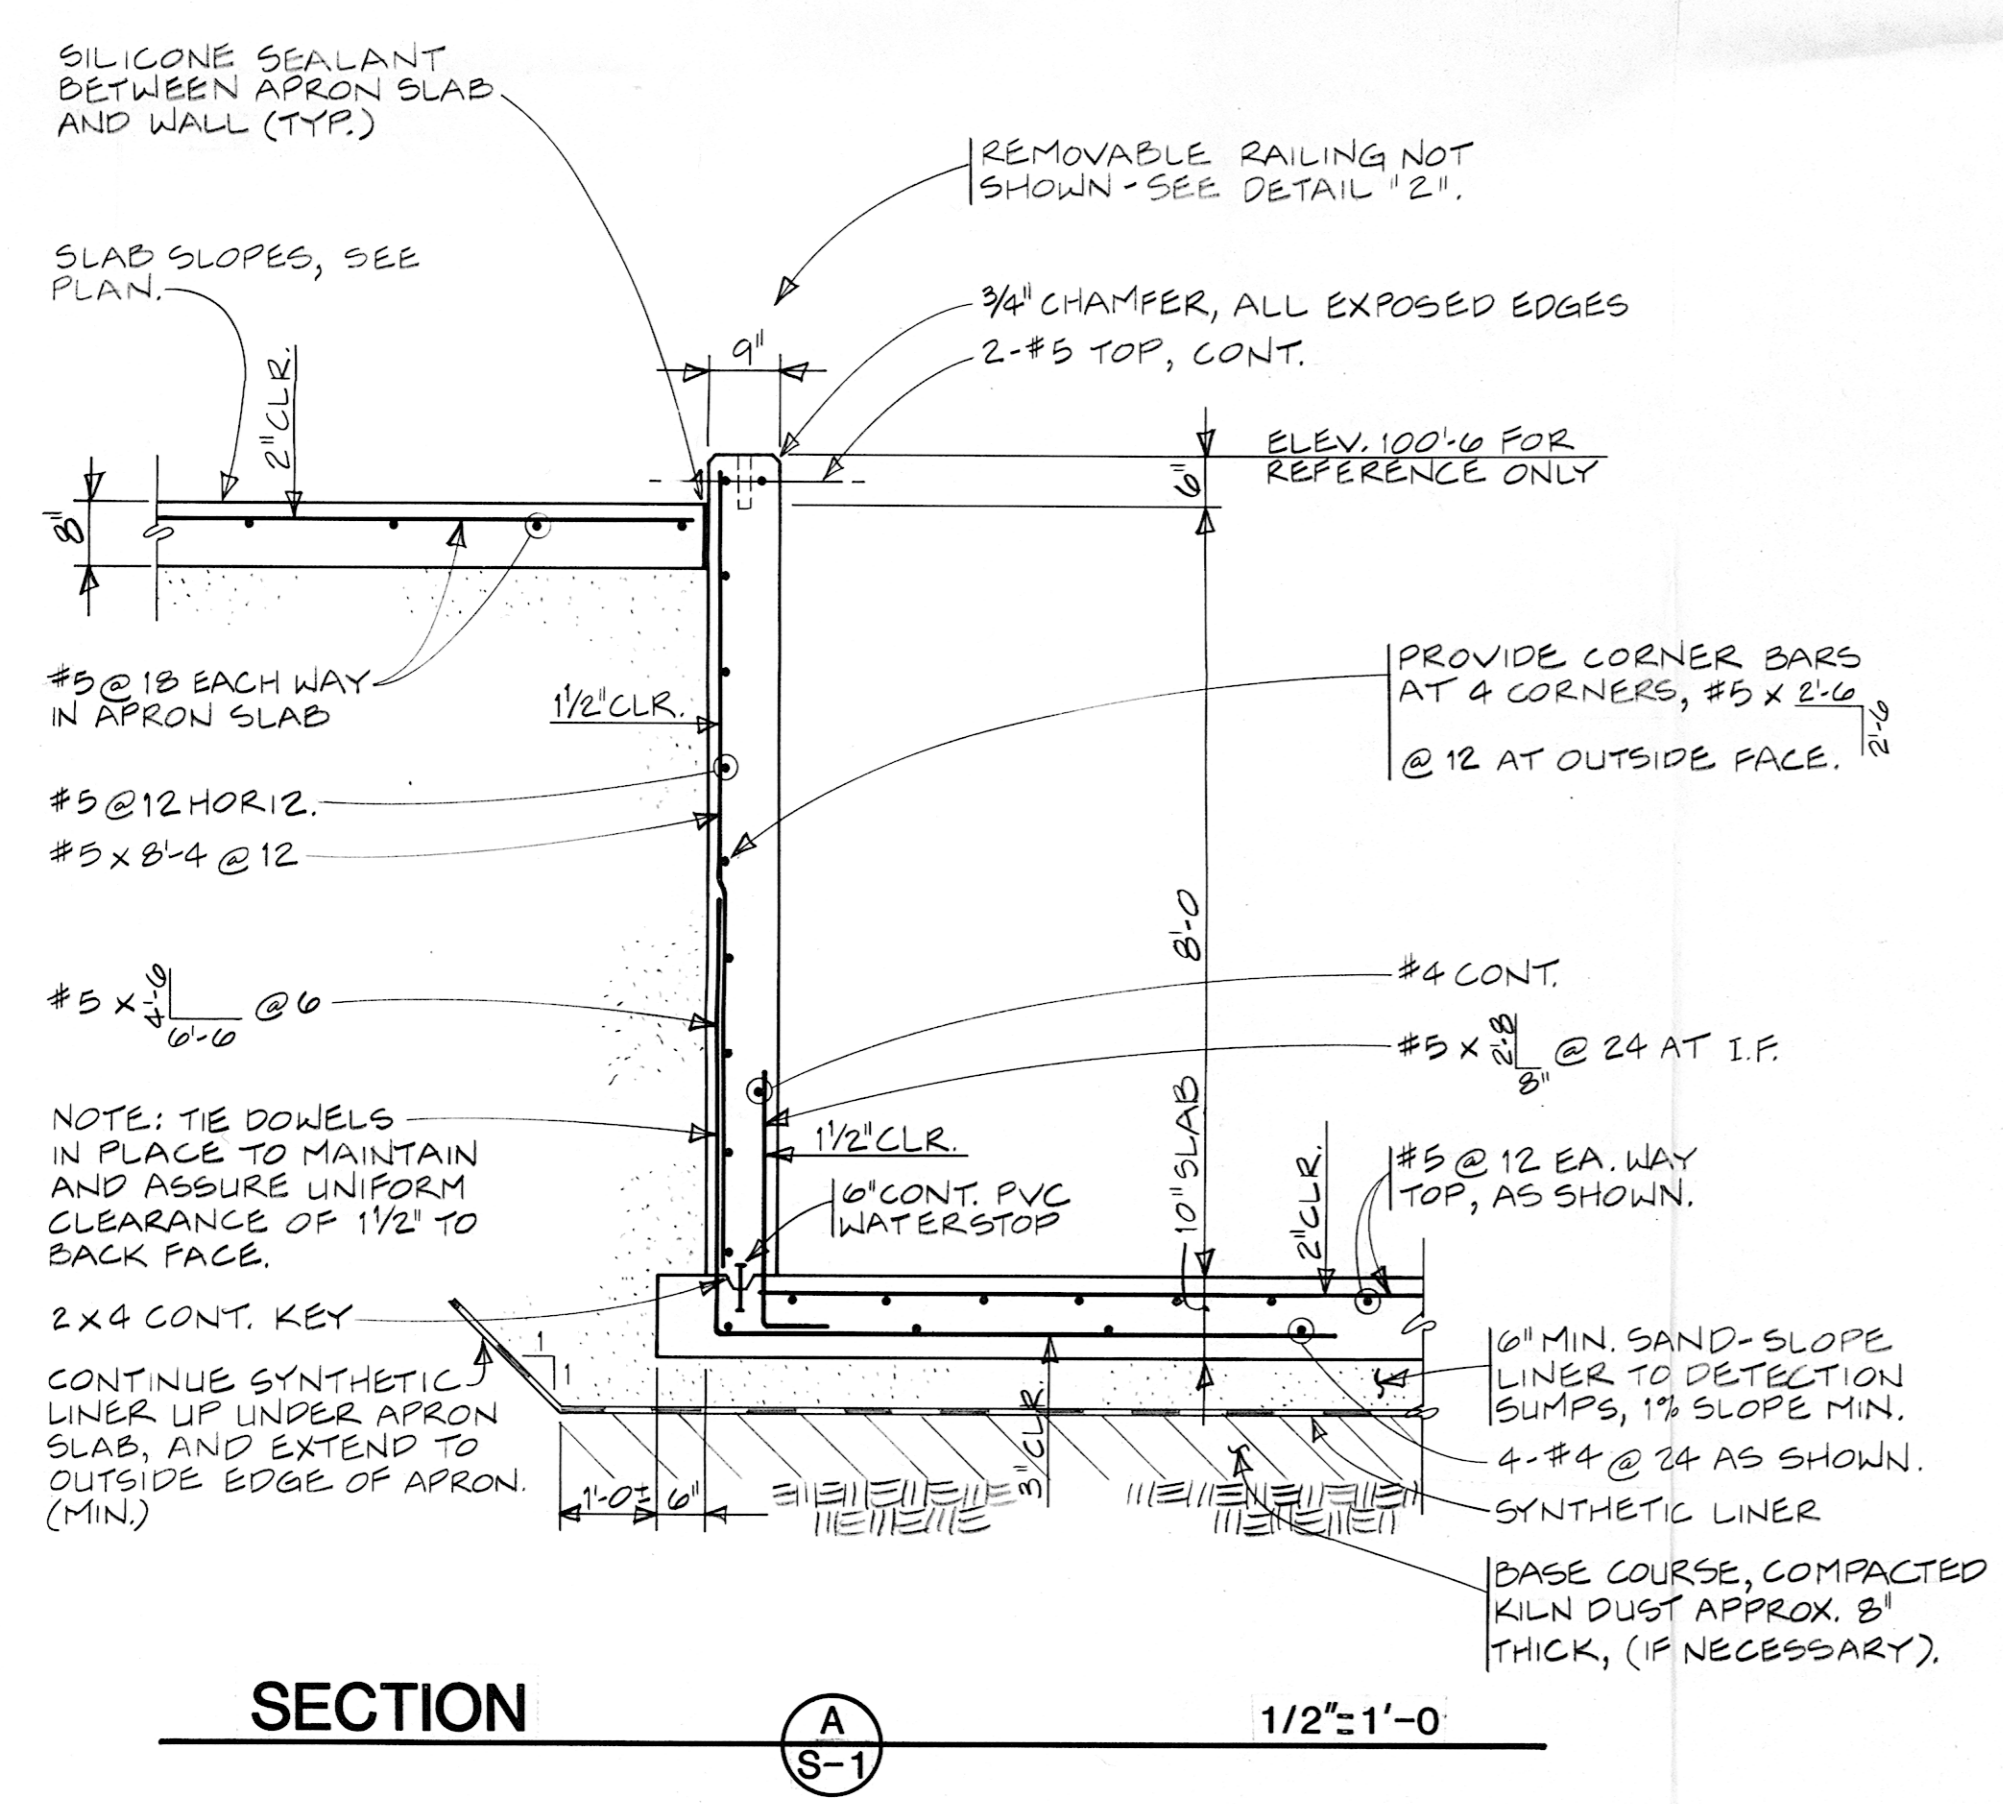 SILICONE SEALANT
BETWEEN APRON SLAB
AND WALL (TYP.)
REMOVABLE RAILING NOT
SHOWN - SEE DETAIL "2".
SLAB SLOPES, SEE
PLAN.
2" CLR.
9"
3/4" CHAMFER, ALL EXPOSED EDGES
2-#5 TOP, CONT.
ELEV. 100'-6 FOR
REFERENCE ONLY
6"
8"
#5 @ 18 EACH WAY
IN APRON SLAB
1 1/2" CLR.
PROVIDE CORNER BARS
AT 4 CORNERS, #5 x 2'-6
2'-6
@ 12 AT OUTSIDE FACE.
#5 @ 12 HORIZ.
#5 x 8'-4 @ 12
8'-0
#5 x 4'-6 @ 6
6'-6
#4 CONT.
#5 x 2'-8 @ 24 AT I.F.
8"
NOTE: TIE DOWELS
IN PLACE TO MAINTAIN
AND ASSURE UNIFORM
CLEARANCE OF 1 1/2" TO
BACK FACE.
1 1/2" CLR.
6" CONT. PVC
WATERSTOP
10" SLAB
2" CLR.
#5 @ 12 EA. WAY
TOP, AS SHOWN.
2 x 4 CONT. KEY
1
1
CONTINUE SYNTHETIC
LINER UP UNDER APRON
SLAB, AND EXTEND TO
OUTSIDE EDGE OF APRON.
(MIN.)
6" MIN. SAND-SLOPE
LINER TO DETECTION
SUMPS, 1% SLOPE MIN.
4-#4 @ 24 AS SHOWN.
SYNTHETIC LINER
1'-0±
6"
3" CLR.
BASE COURSE, COMPACTED
KILN DUST APPROX. 8"
THICK, (IF NECESSARY).
SECTION
A
S-1
1/2"=1'-0